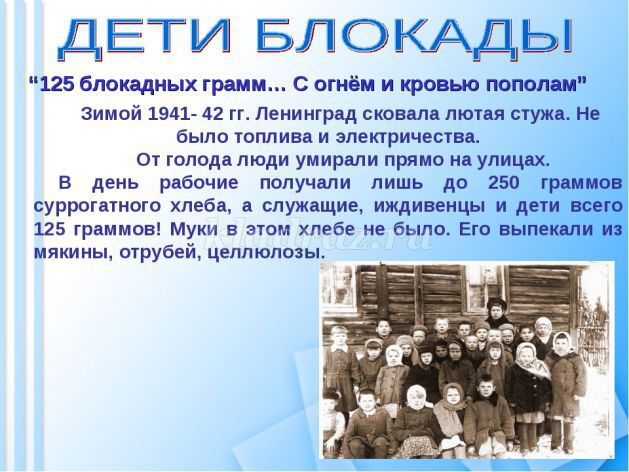 ДЕТИ БЛОКАДЫ
“125 блокадных грамм… С огнём и кровью пополам”
Зимой 1941- 42 гг. Ленинград сковала лютая стужа. Не
было топлива и электричества.
От голода люди умирали прямо на улицах.
В день рабочие получали лишь до 250 граммов
суррогатного хлеба, а служащие, иждивенцы и дети всего
125 граммов! Муки в этом хлебе не было. Его выпекали из
мякины, отрубей, целлюлозы.
kladraz.ru